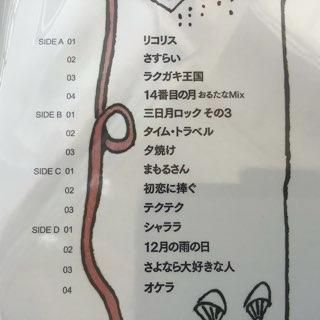 SIDE A 01 リコリス
02 さすらい
03 ラクガキ王国
04 14番目の月 おるたなMix
SIDE B 01 三日月ロック その3
02 タイム・トラベル
03 夕焼け
SIDE C 01 まもるさん
02 初恋に捧ぐ
03 テクテク
SIDE D 01 シャララ
02 12月の雨の日
03 さよなら大好きな人
04 オケラ